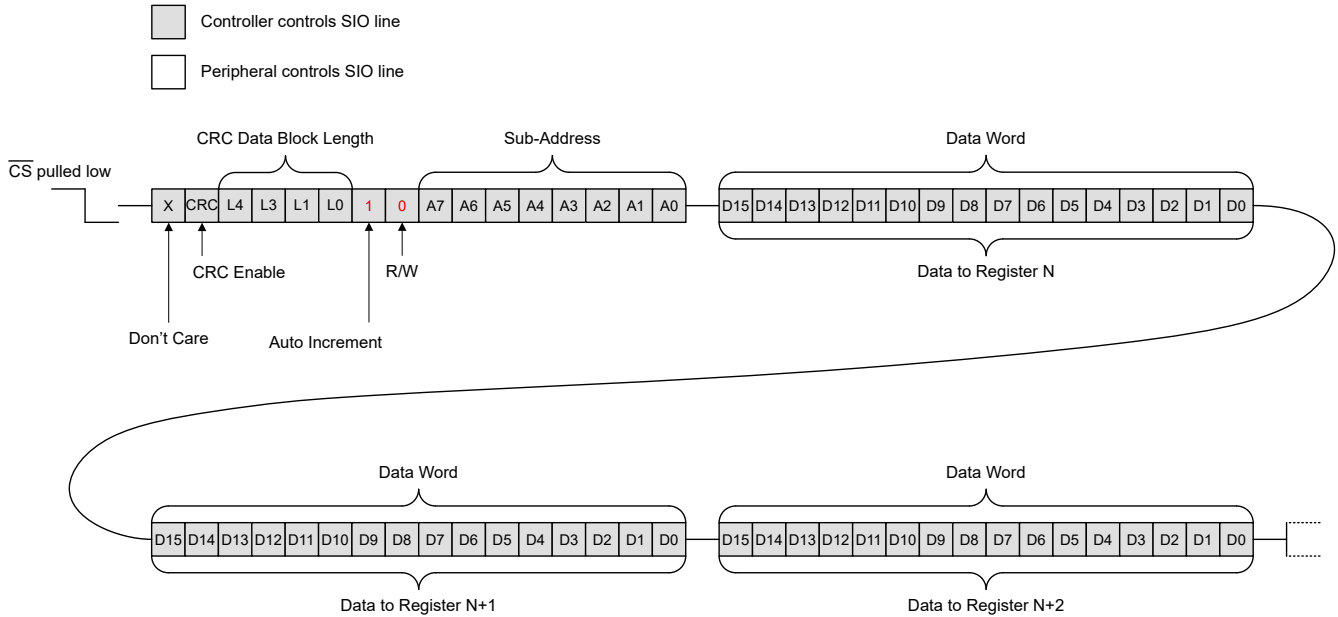 Controller controls SIO line
Peripheral controls SIO line
CRC Data Block Length
Sub-Address
Data Word
CS pulled low
X CRC L4 L3 L1 L0 1 0 A7 A6 A5 A4 A3 A2 A1 A0
D15 D14 D13 D12 D11 D10 D9 D8 D7 D6 D5 D4 D3 D2 D1 D0
CRC Enable
R/W
Data to Register N
Don't Care
Auto Increment
Data Word
Data Word
D15 D14 D13 D12 D11 D10 D9 D8 D7 D6 D5 D4 D3 D2 D1 D0
D15 D14 D13 D12 D11 D10 D9 D8 D7 D6 D5 D4 D3 D2 D1 D0
Data to Register N+1
Data to Register N+2